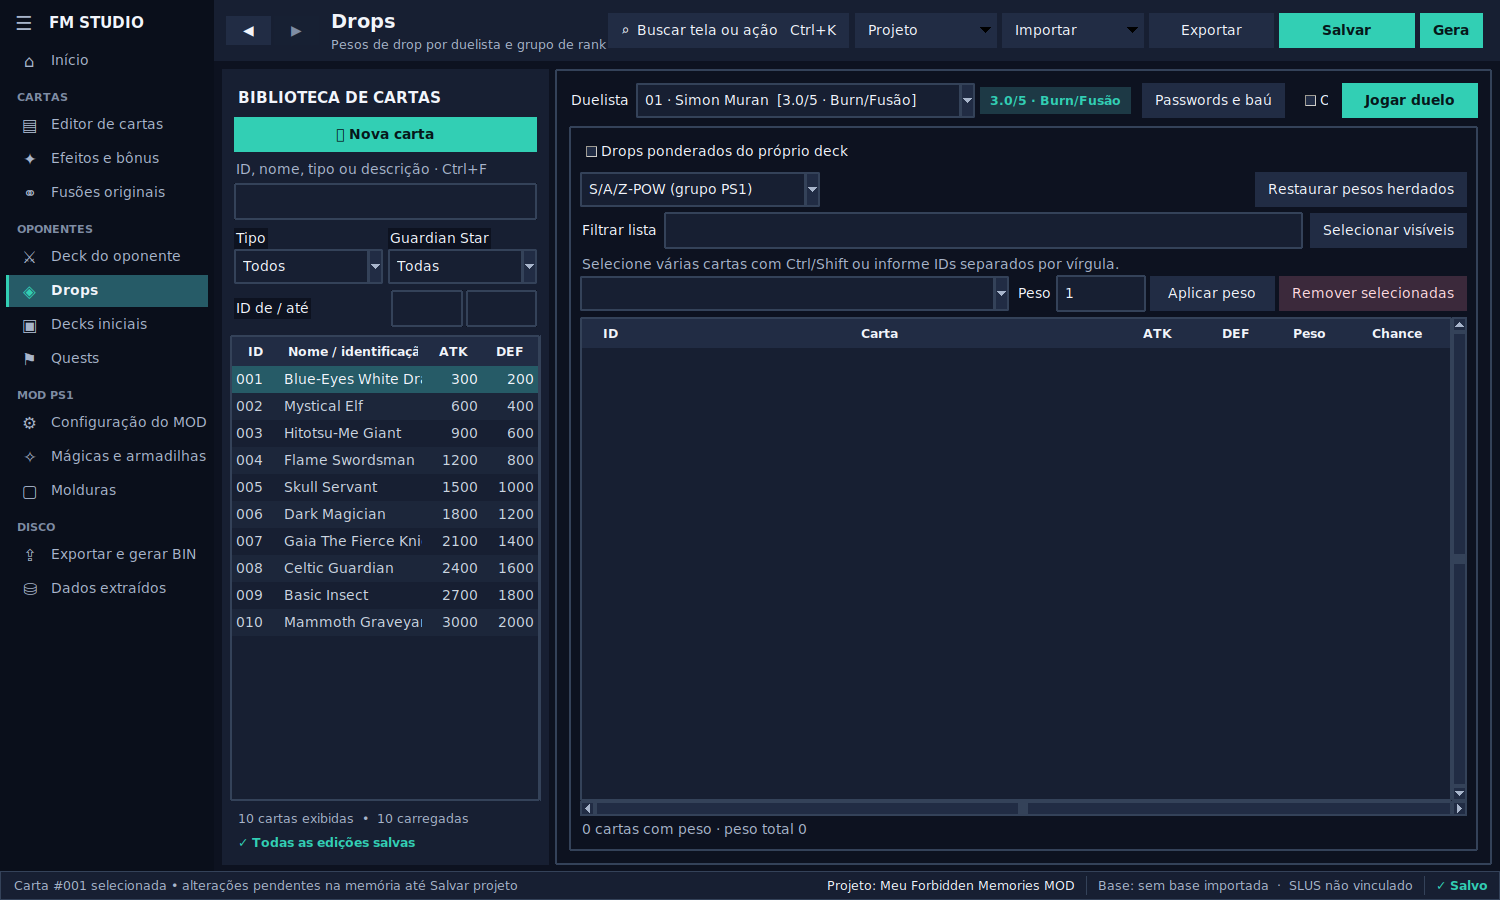 FM STUDIO
Início
CARTAS
Editor de cartas
Efeitos e bônus
Fusões originais
OPONENTES
Deck do oponente
Drops
Decks iniciais
Quests
MOD PS1
Configuração do MOD
Mágicas e armadilhas
Molduras
DISCO
Exportar e gerar BIN
Dados extraídos
Drops
Pesos de drop por duelista e grupo de rank
Buscar tela ou ação Ctrl+K
Projeto
Importar
Exportar
Salvar
Gera
BIBLIOTECA DE CARTAS
Nova carta
ID, nome, tipo ou descrição · Ctrl+F
Tipo Guardian Star
Todos Todas
ID de / até
ID Nome / identificaçã ATK DEF
001 Blue-Eyes White Dra 300 200
002 Mystical Elf 600 400
003 Hitotsu-Me Giant 900 600
004 Flame Swordsman 1200 800
005 Skull Servant 1500 1000
006 Dark Magician 1800 1200
007 Gaia The Fierce Kni 2100 1400
008 Celtic Guardian 2400 1600
009 Basic Insect 2700 1800
010 Mammoth Graveyar 3000 2000
10 cartas exibidas • 10 carregadas
✓ Todas as edições salvas
Duelista 01 · Simon Muran [3.0/5 · Burn/Fusão] 3.0/5 · Burn/Fusão Passwords e baú C Jogar duelo
Drops ponderados do próprio deck
S/A/Z-POW (grupo PS1) Restaurar pesos herdados
Filtrar lista Selecionar visíveis
Selecione várias cartas com Ctrl/Shift ou informe IDs separados por vírgula.
Peso 1 Aplicar peso Remover selecionadas
ID Carta ATK DEF Peso Chance
0 cartas com peso · peso total 0
Carta #001 selecionada • alterações pendentes na memória até Salvar projeto
Projeto: Meu Forbidden Memories MOD
Base: sem base importada · SLUS não vinculado
✓ Salvo